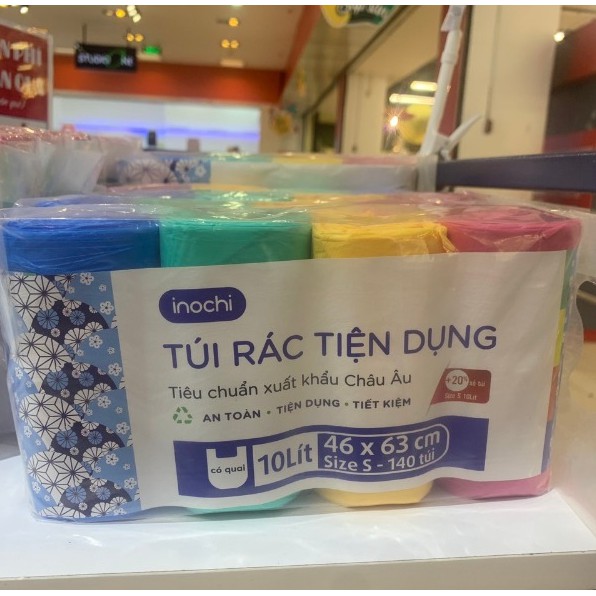 inochi
TÚI RÁC TIỆN DỤNG
Tiêu chuẩn xuất khẩu Châu Âu
AN TOÀN • TIỆN DỤNG • TIẾT KIỆM
+20%
có quai
10Lít
46 x 63 cm
Size S - 140 túi